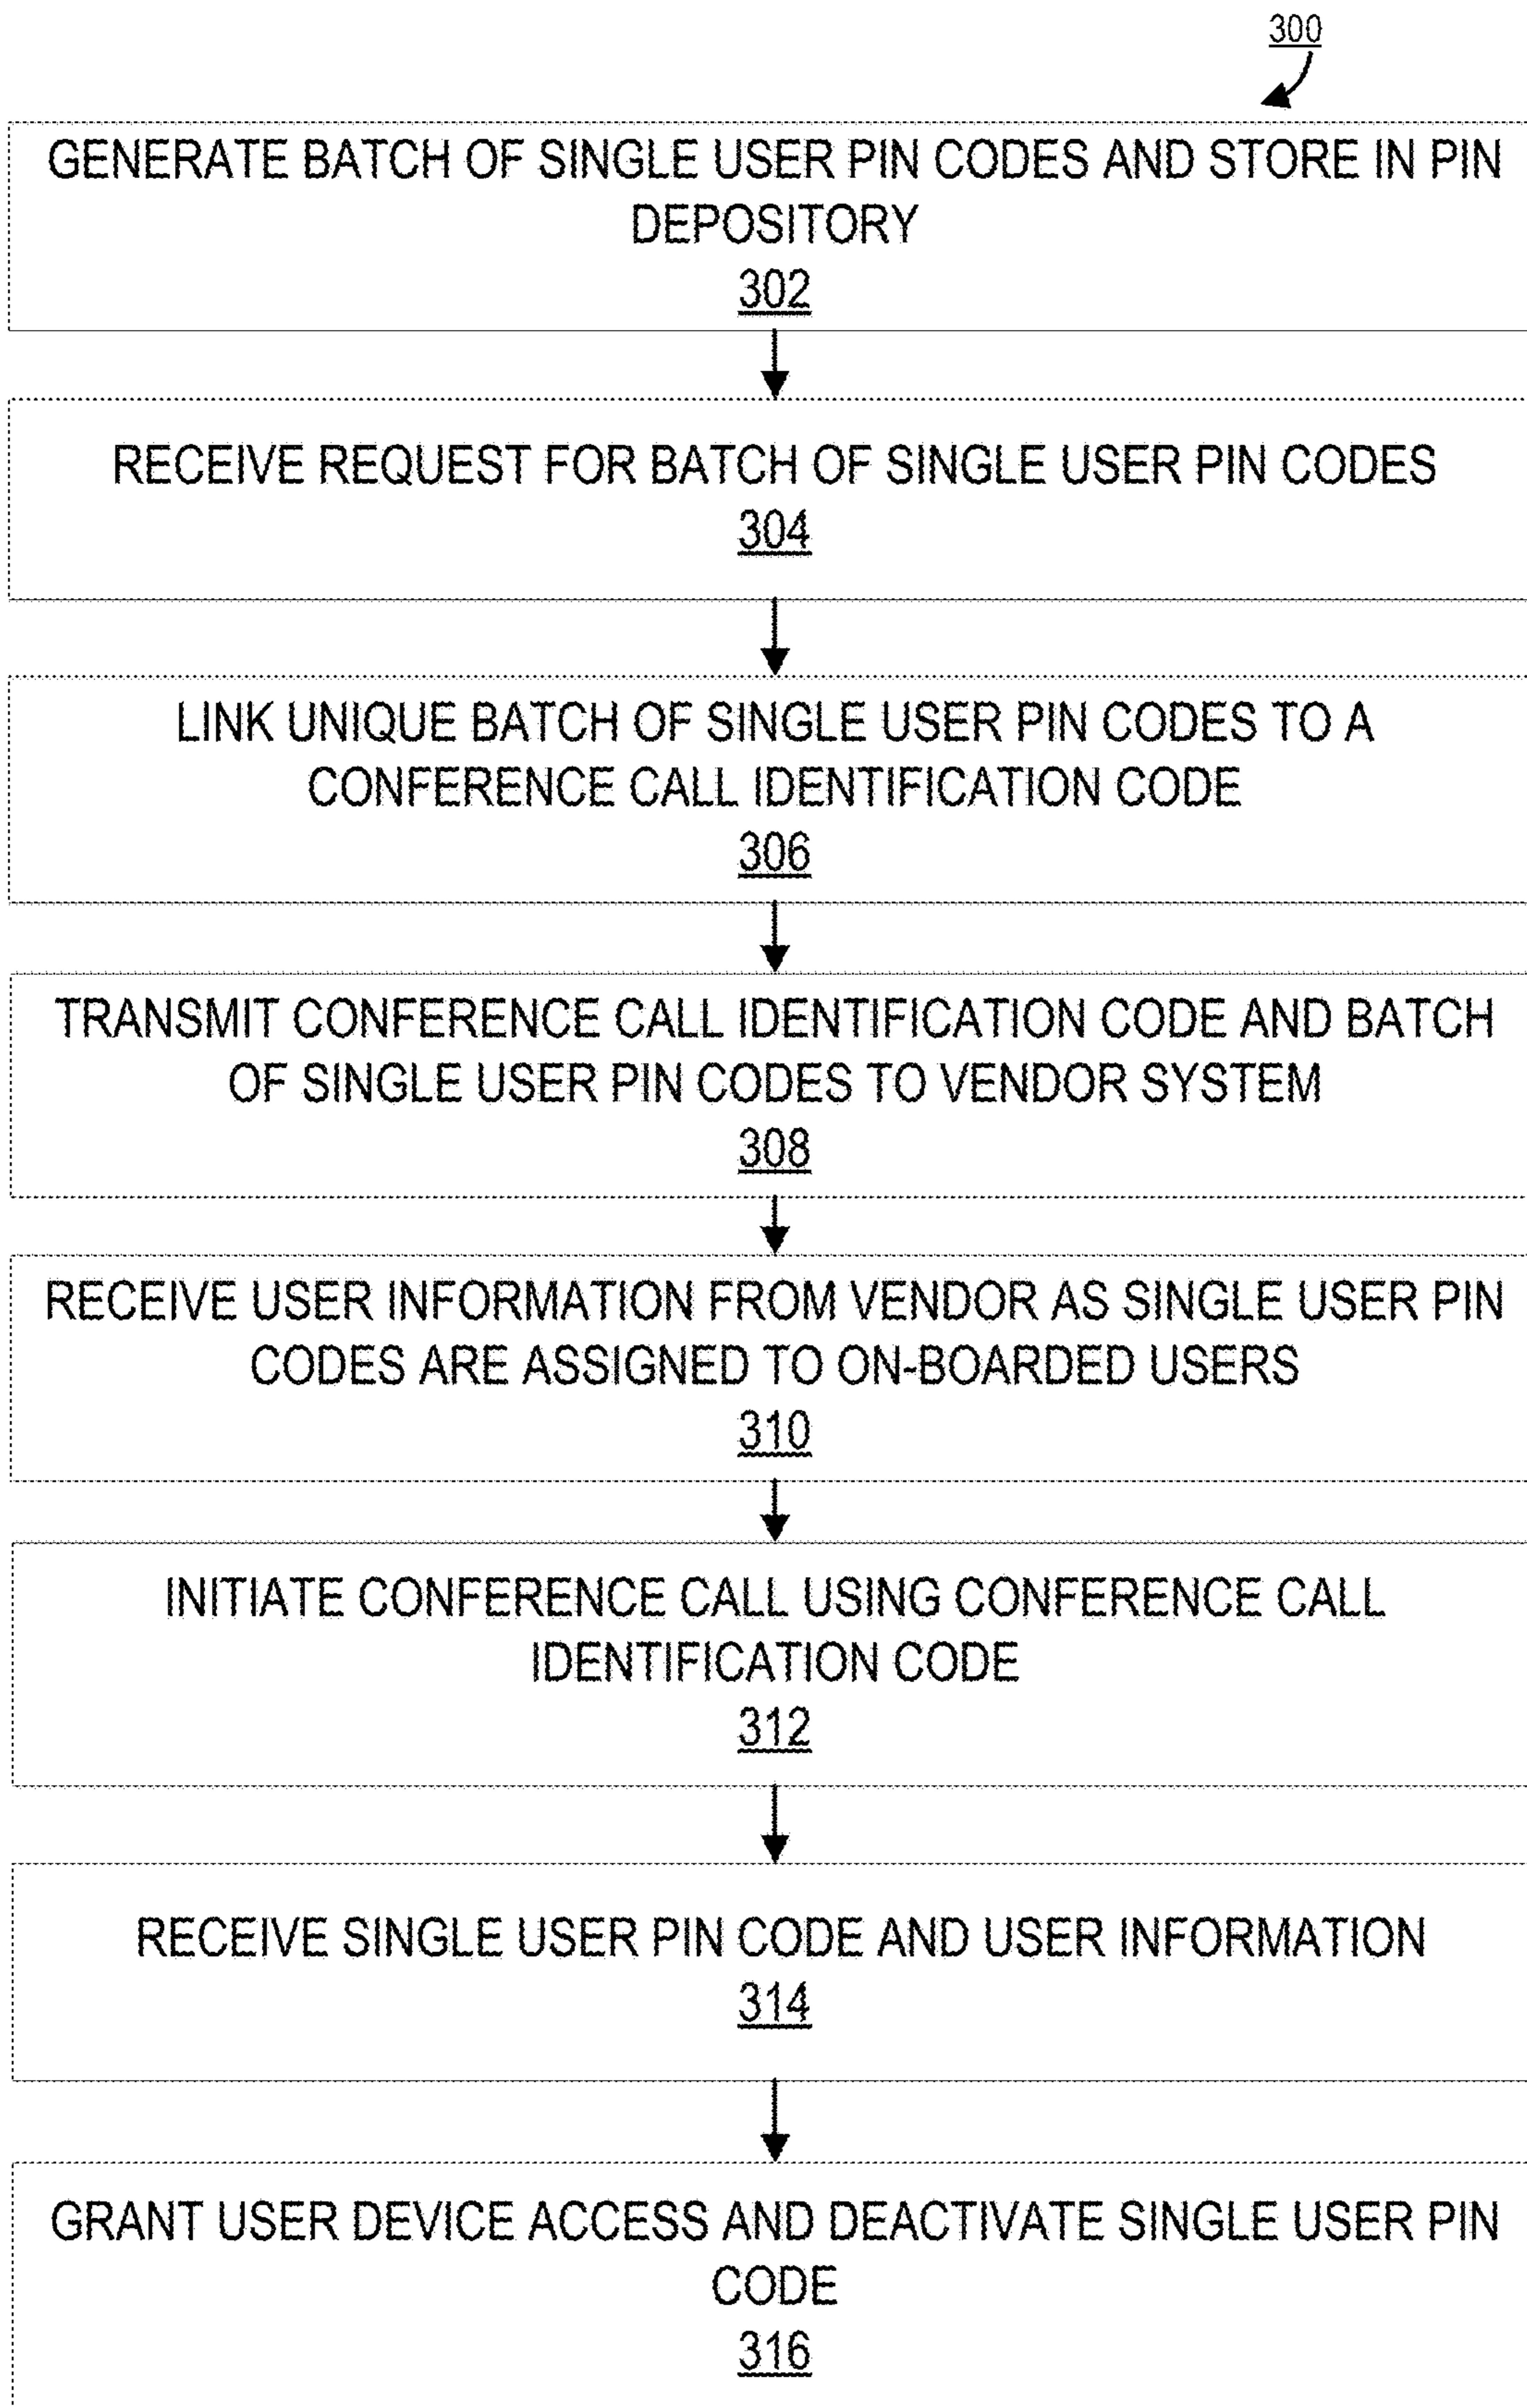 300
GENERATE BATCH OF SINGLE USER PIN CODES AND STORE IN PIN
DEPOSITORY
302
RECEIVE REQUEST FOR BATCH OF SINGLE USER PIN CODES
304
LINK UNIQUE BATCH OF SINGLE USER PIN CODES TO A
CONFERENCE CALL IDENTIFICATION CODE
306
TRANSMIT CONFERENCE CALL IDENTIFICATION CODE AND BATCH
OF SINGLE USER PIN CODES TO VENDOR SYSTEM
308
RECEIVE USER INFORMATION FROM VENDOR AS SINGLE USER PIN
CODES ARE ASSIGNED TO ON-BOARDED USERS
310
INITIATE CONFERENCE CALL USING CONFERENCE CALL
IDENTIFICATION CODE
312
RECEIVE SINGLE USER PIN CODE AND USER INFORMATION
314
GRANT USER DEVICE ACCESS AND DEACTIVATE SINGLE USER PIN
CODE
316